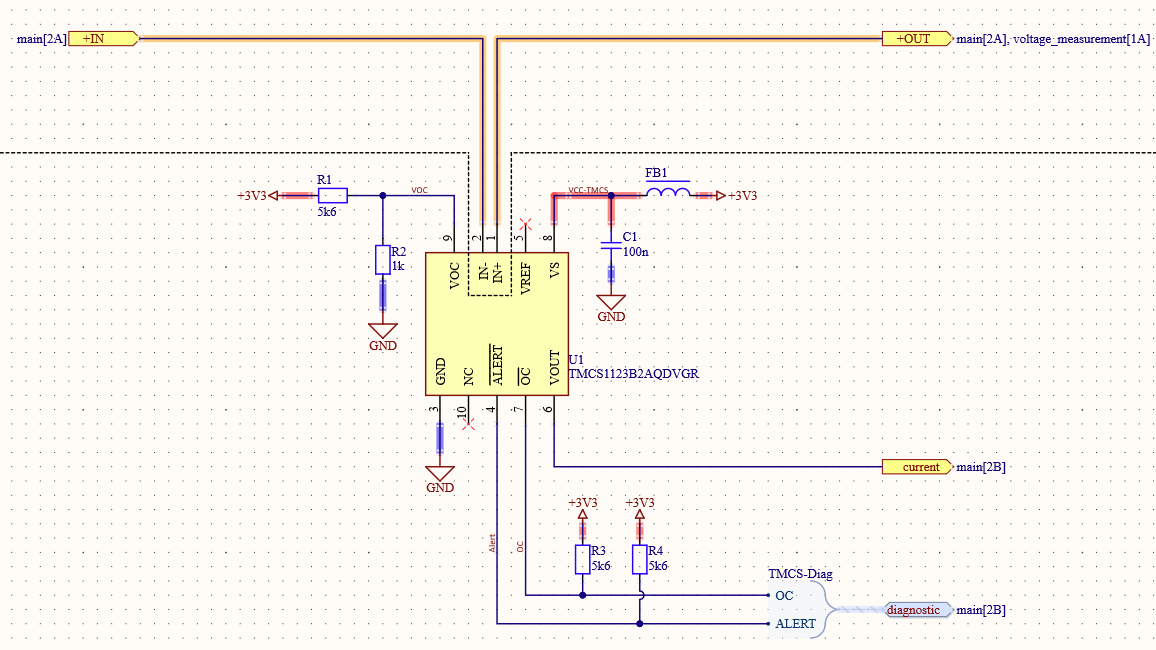 main[2A] +IN
+OUT main[2A], voltage_measurement[1A]
FB1
R1
+3V3
VOC
VCC-TMCS
+3V3
5k6
9
2
1
5
8
C1
100n
R2
1k
VOC
IN-
IN+
VREF
VS
GND
GND
GND
NC
ALERT
OC
VOUT
U1
TMCS1123B2AQDVGR
3
10
4
7
6
current main[2B]
GND
+3V3
+3V3
Alert
OC
R3
5k6
R4
5k6
TMCS-Diag
OC
diagnostic main[2B]
ALERT